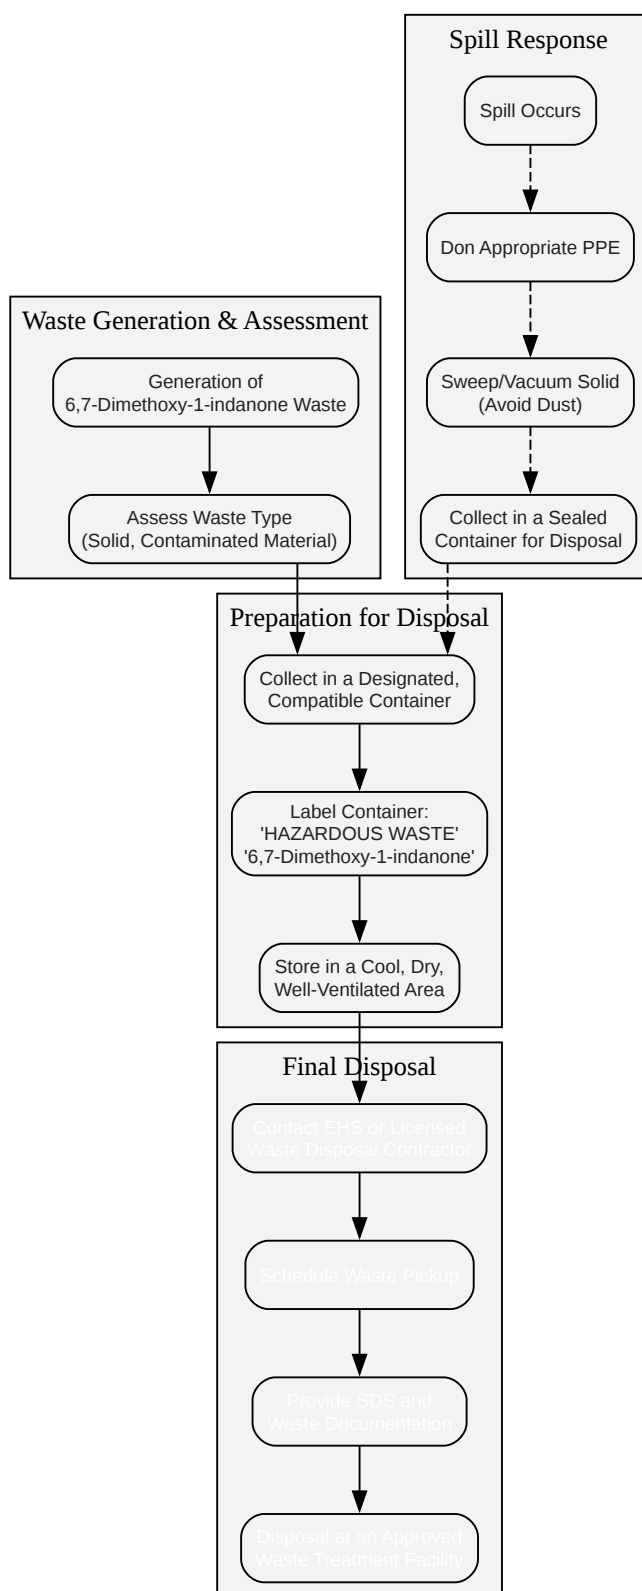 Spill Response
Spill Occurs
Don Appropriate PPE
Sweep/Vacuum Solid
(Avoid Dust)
Collect in a Sealed
Container for Disposal
Waste Generation & Assessment
Generation of
6,7-Dimethoxy-1-indanone Waste
Assess Waste Type
(Solid, Contaminated Material)
Preparation for Disposal
Collect in a Designated,
Compatible Container
Label Container:
'HAZARDOUS WASTE'
'6,7-Dimethoxy-1-indanone'
Store in a Cool, Dry,
Well-Ventilated Area
Final Disposal
Contact EHS or Licensed
Waste Disposal Contractor
Schedule Waste Pickup
Provide SDS and
Waste Documentation
Disposal at an Approved
Waste Treatment Facility